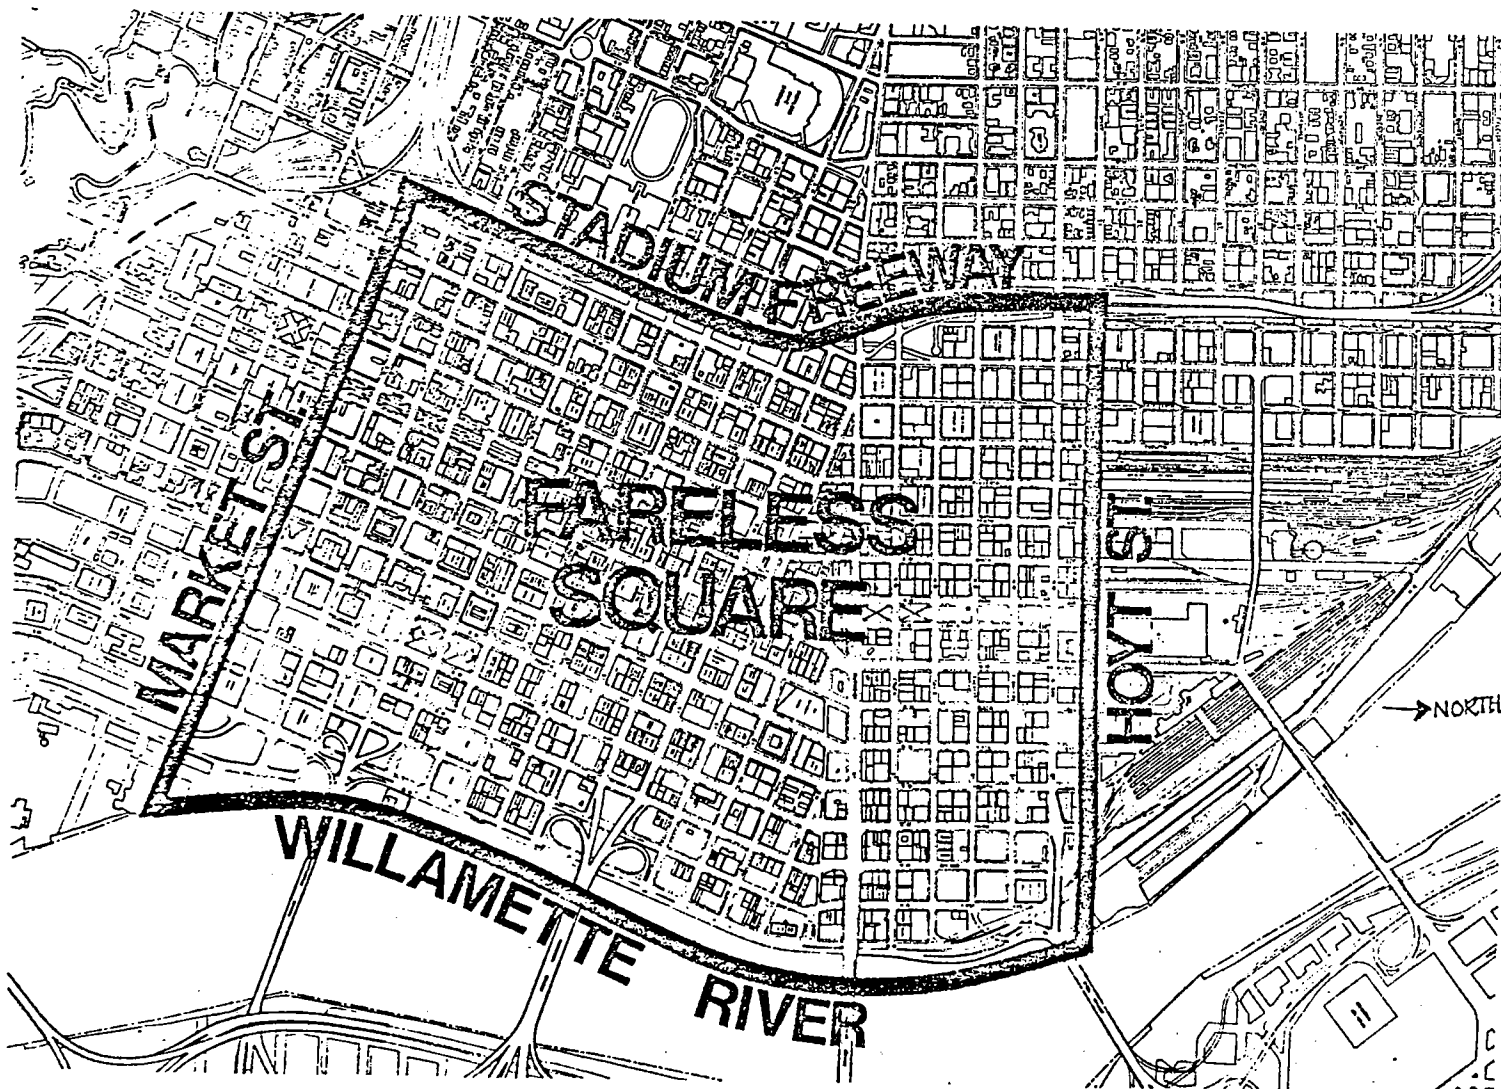 STADIUM FREEWAY
MARKET ST.
FARELESS
SQUARE
HOYT ST.
NORTH
WILLAMETTE RIVER